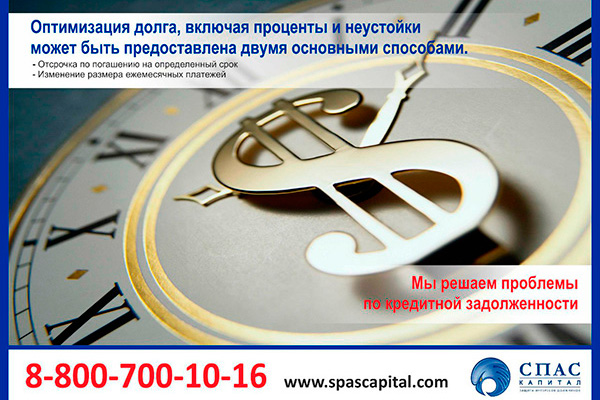 Оптимизация долга, включая проценты и неустойки
может быть предоставлена двумя основными способами.
- Отсрочка по погашению на определенный срок
- Изменение размера ежемесячных платежей
Мы решаем проблемы
по кредитной задолженности
8-800-700-10-16 www.spascapital.com
СПАС
КАПИТАЛ